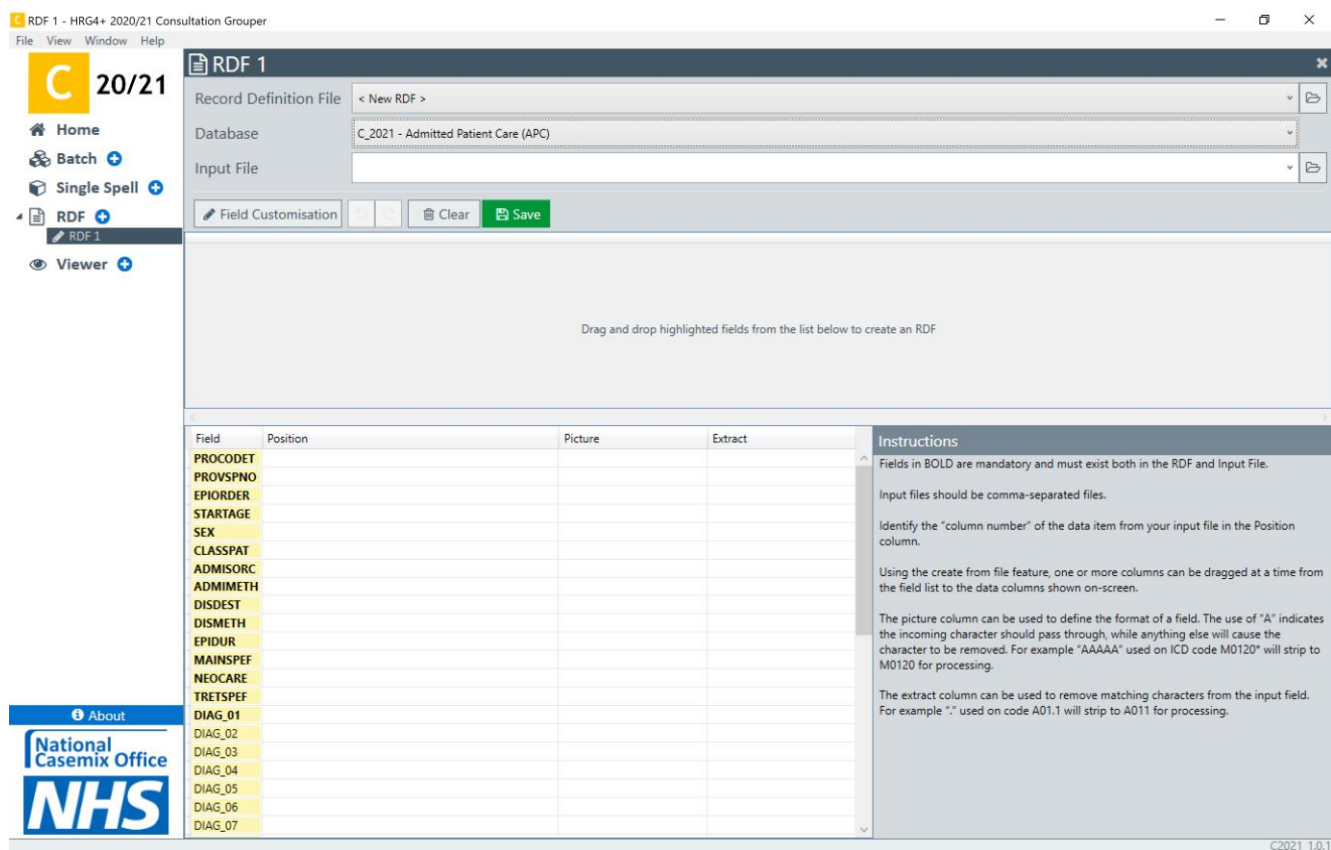 C RDF 1 - HRG4+ 2020/21 Consultation Grouper
File View Window Help
C 20/21
Home
Batch
Single Spell
RDF
RDF 1
Viewer
About
National
Casemix Office
NHS
RDF 1
Record Definition File < New RDF >
Database C_2021 - Admitted Patient Care (APC)
Input File
Field Customisation Clear Save
Drag and drop highlighted fields from the list below to create an RDF
Field Position Picture Extract
PROCODET
PROVSPNO
EPIORDER
STARTAGE
SEX
CLASSPAT
ADMISORC
ADMIMETH
DISDEST
DISMETH
EPIDUR
MAINSPEF
NEOCARE
TRETSPEF
DIAG_01
DIAG_02
DIAG_03
DIAG_04
DIAG_05
DIAG_06
DIAG_07
Instructions
Fields in BOLD are mandatory and must exist both in the RDF and Input File.
Input files should be comma-separated files.
Identify the "column number" of the data item from your input file in the Position
column.
Using the create from file feature, one or more columns can be dragged at a time from
the field list to the data columns shown on-screen.
The picture column can be used to define the format of a field. The use of "A" indicates
the incoming character should pass through, while anything else will cause the
character to be removed. For example "AAAAA" used on ICD code M0120* will strip to
M0120 for processing.
The extract column can be used to remove matching characters from the input field.
For example "." used on code A01.1 will strip to A011 for processing.
C2021 1.0.1